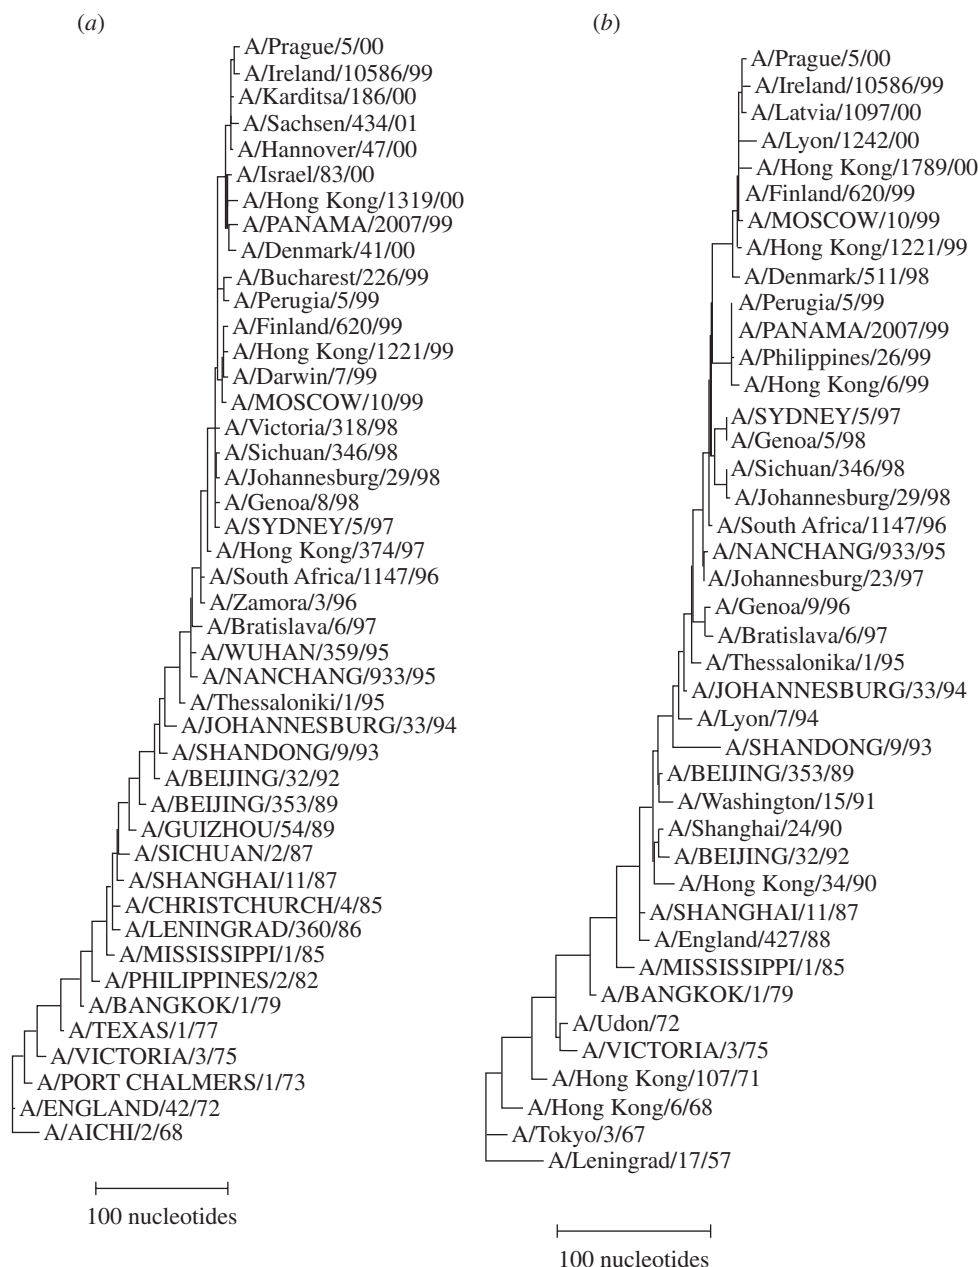 (a)
A/Prague/5/00
A/Ireland/10586/99
A/Karditsa/186/00
A/Sachsen/434/01
A/Hannover/47/00
A/Israel/83/00
A/Hong Kong/1319/00
A/PANAMA/2007/99
A/Denmark/41/00
A/Bucharest/226/99
A/Perugia/5/99
A/Finland/620/99
A/Hong Kong/1221/99
A/Darwin/7/99
A/MOSCOW/10/99
A/Victoria/318/98
A/Sichuan/346/98
A/Johannesburg/29/98
A/Genoa/8/98
A/SYDNEY/5/97
A/Hong Kong/374/97
A/South Africa/1147/96
A/Zamora/3/96
A/Bratislava/6/97
A/WUHAN/359/95
A/NANCHANG/933/95
A/Thessaloniki/1/95
A/JOHANNESBURG/33/94
A/SHANDONG/9/93
A/BEIJING/32/92
A/BEIJING/353/89
A/GUIZHOU/54/89
A/SICHUAN/2/87
A/SHANGHAI/11/87
A/CHRISTCHURCH/4/85
A/LENINGRAD/360/86
A/MISSISSIPPI/1/85
A/PHILIPPINES/2/82
A/BANGKOK/1/79
A/TEXAS/1/77
A/VICTORIA/3/75
A/PORT CHALMERS/1/73
A/ENGLAND/42/72
A/AICHI/2/68
100 nucleotides
(b)
A/Prague/5/00
A/Ireland/10586/99
A/Latvia/1097/00
A/Lyon/1242/00
A/Hong Kong/1789/00
A/Finland/620/99
A/MOSCOW/10/99
A/Hong Kong/1221/99
A/Denmark/511/98
A/Perugia/5/99
A/PANAMA/2007/99
A/Philippines/26/99
A/Hong Kong/6/99
A/SYDNEY/5/97
A/Genoa/5/98
A/Sichuan/346/98
A/Johannesburg/29/98
A/South Africa/1147/96
A/NANCHANG/933/95
A/Johannesburg/23/97
A/Genoa/9/96
A/Bratislava/6/97
A/Thessalonika/1/95
A/JOHANNESBURG/33/94
A/Lyon/7/94
A/SHANDONG/9/93
A/BEIJING/353/89
A/Washington/15/91
A/Shanghai/24/90
A/BEIJING/32/92
A/Hong Kong/34/90
A/SHANGHAI/11/87
A/England/427/88
A/MISSISSIPPI/1/85
A/BANGKOK/1/79
A/Udon/72
A/VICTORIA/3/75
A/Hong Kong/107/71
A/Hong Kong/6/68
A/Tokyo/3/67
A/Leningrad/17/57
100 nucleotides